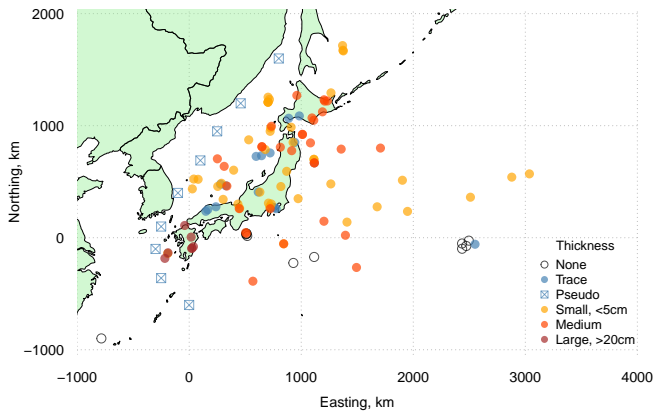 2000
1000
0
−1000
Northing, km
−1000 0 1000 2000 3000 4000
Easting, km
Thickness
None
Trace
Pseudo
Small, <5cm
Medium
Large, >20cm